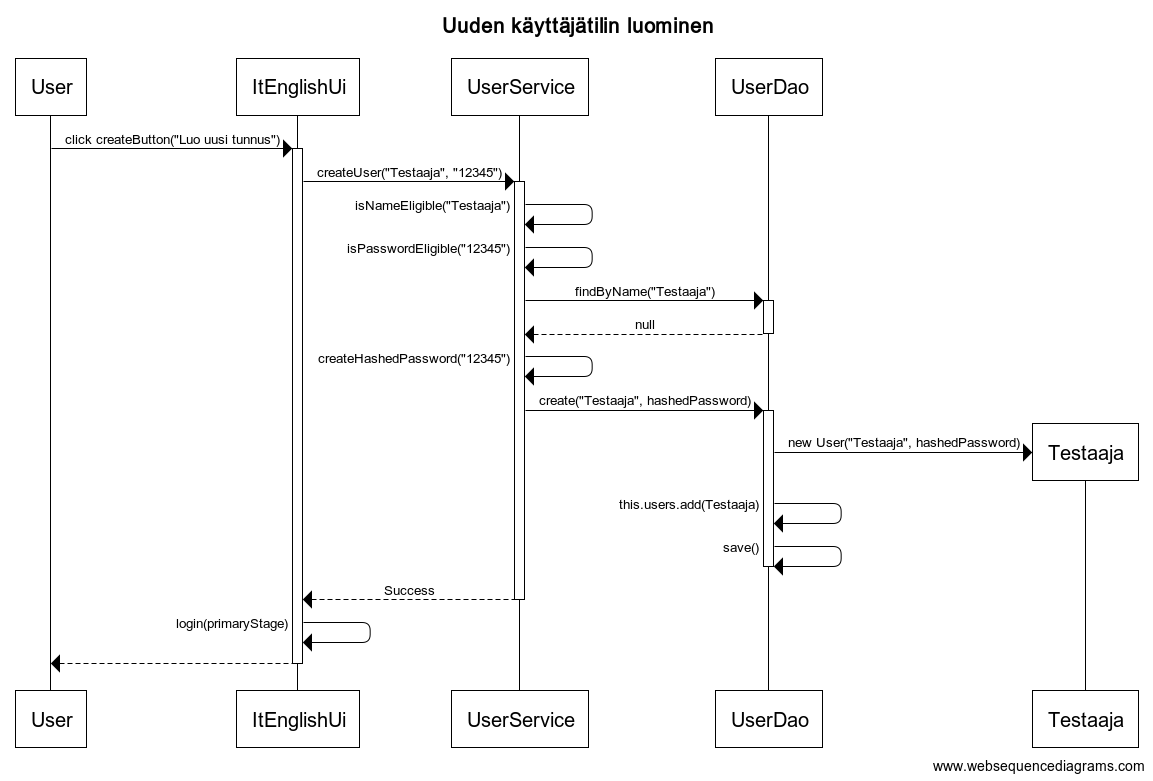 Uuden käyttäjätilin luominen
User
ItEnglishUi
UserService
UserDao
click createButton("Luo uusi tunnus")
createUser("Testaaja", "12345")
isNameEligible("Testaaja")
isPasswordEligible("12345")
findByName("Testaaja")
null
createHashedPassword("12345")
create("Testaaja", hashedPassword)
new User("Testaaja", hashedPassword)
Testaaja
this.users.add(Testaaja)
save()
Success
login(primaryStage)
User
ItEnglishUi
UserService
UserDao
Testaaja
www.websequencediagrams.com